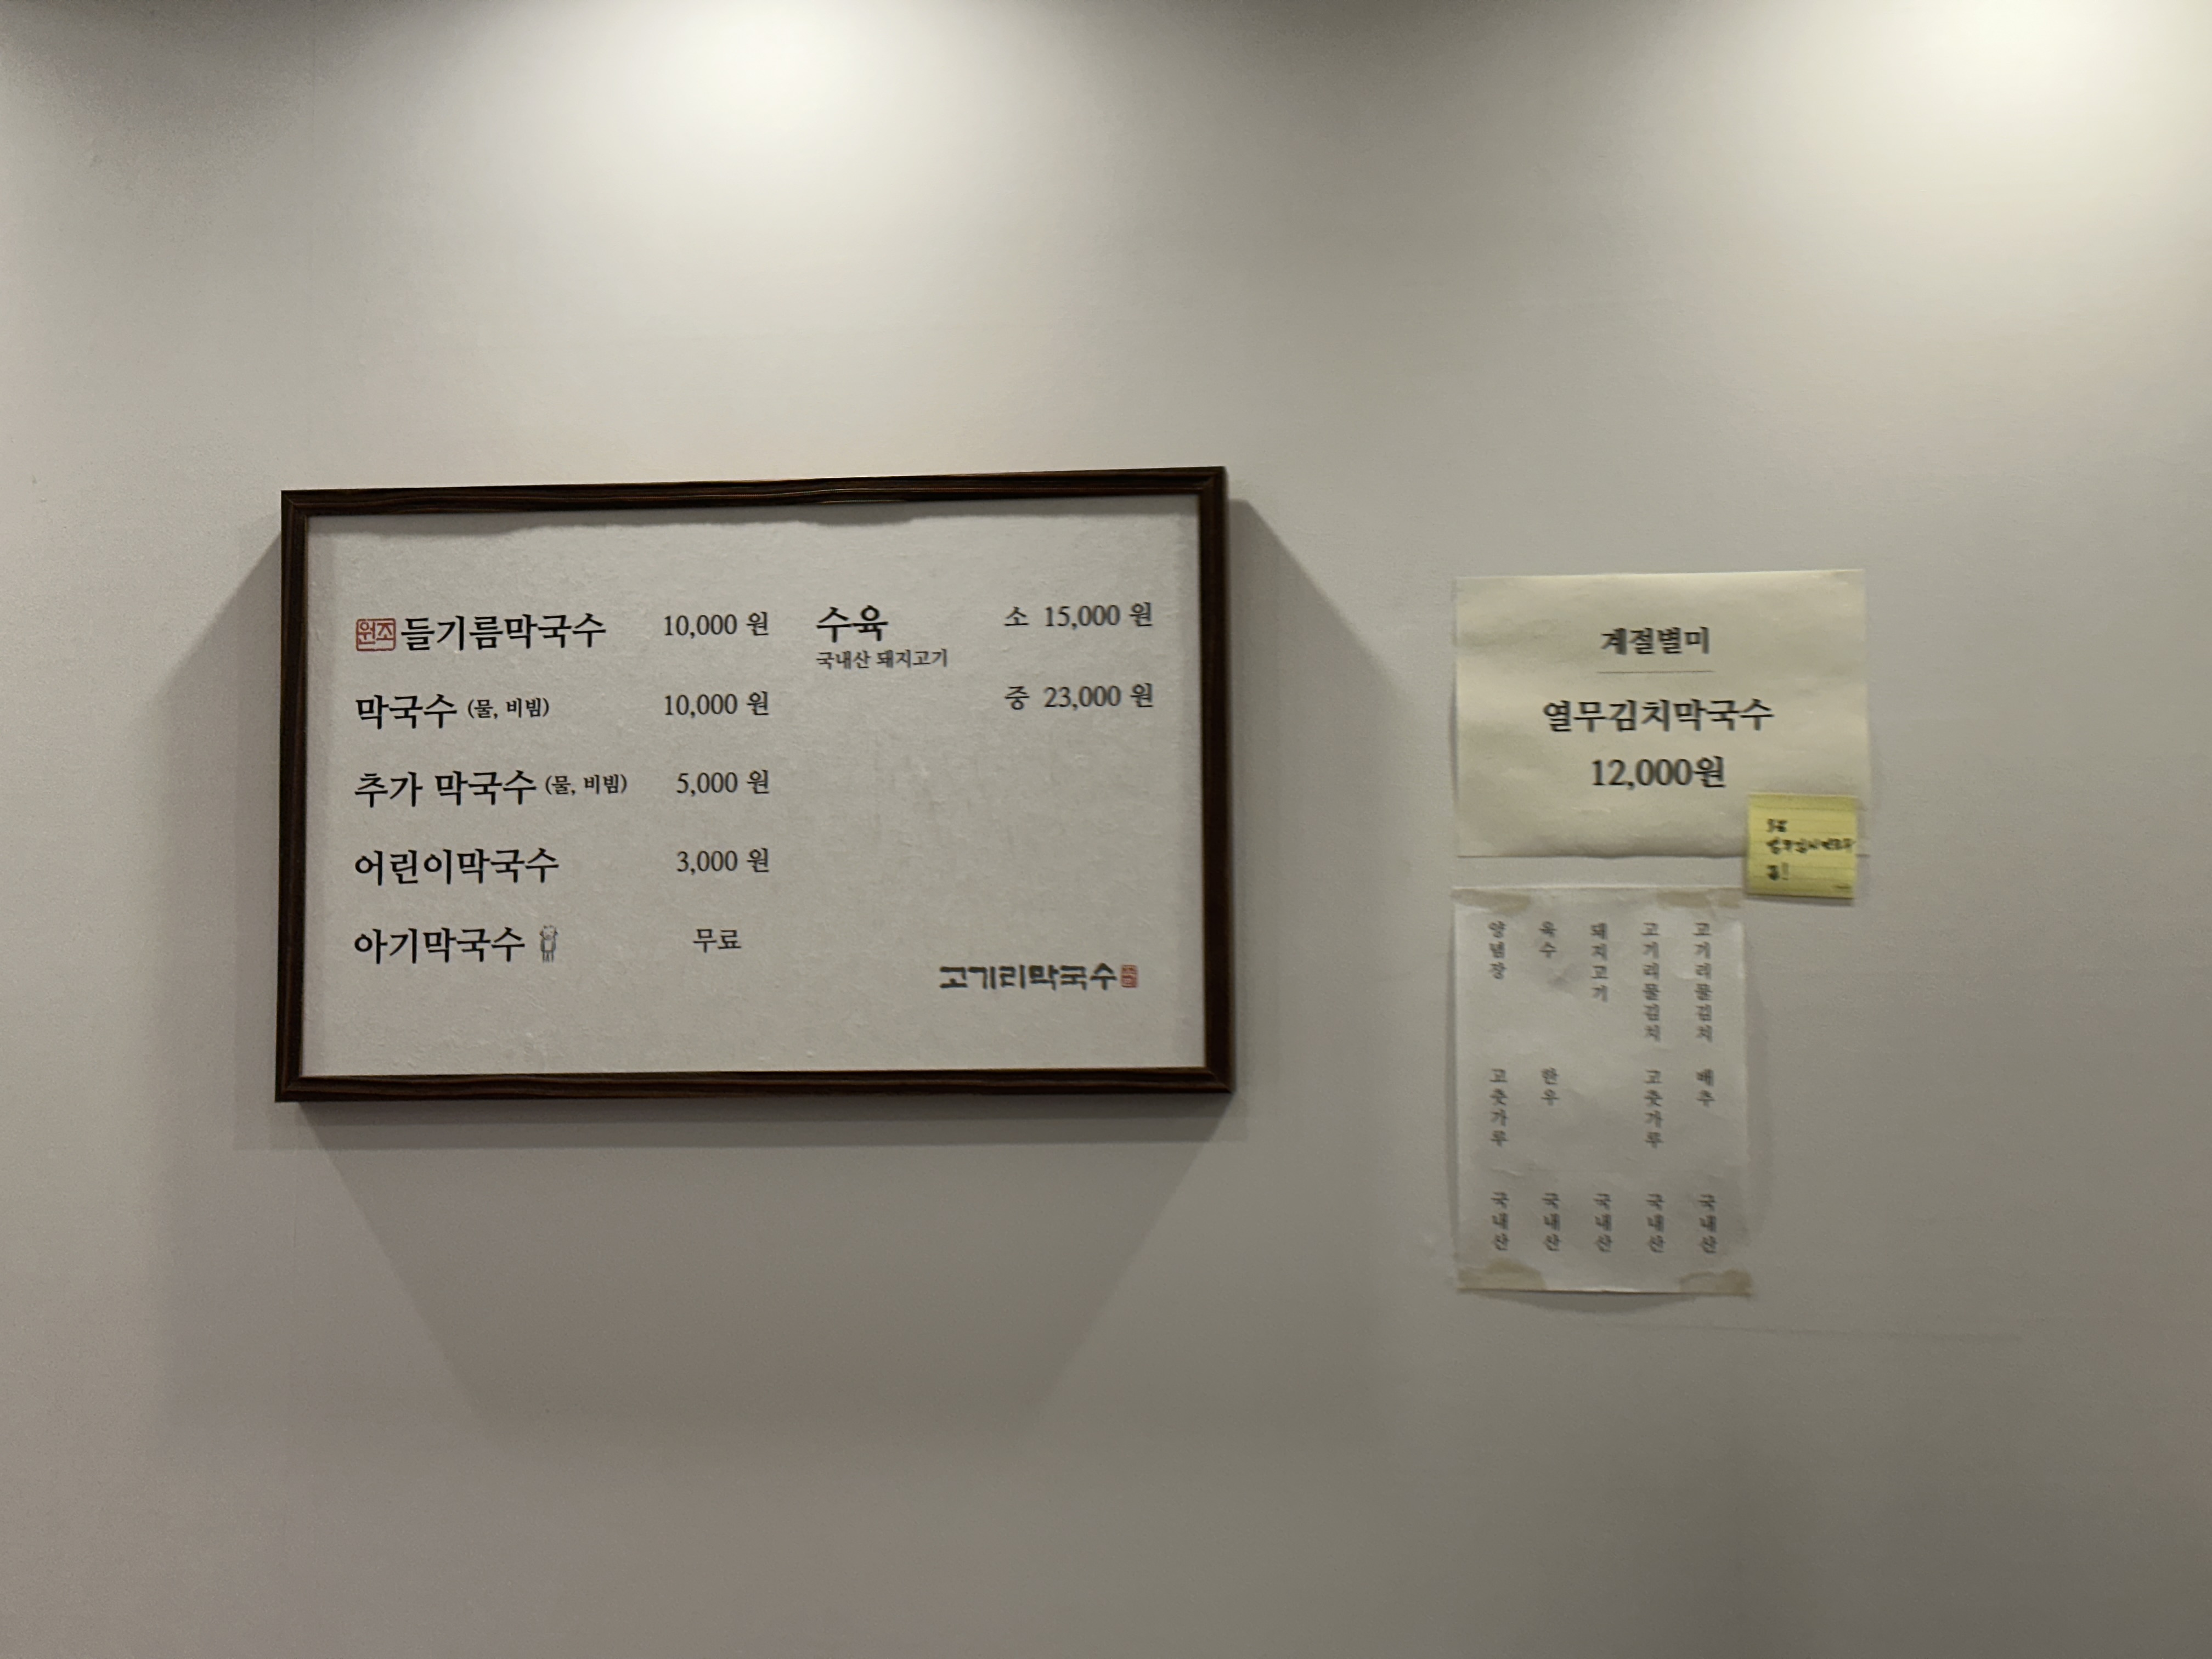 원조 들기름막국수 10,000 원
막국수 (물, 비빔) 10,000 원
추가 막국수 (물, 비빔) 5,000 원
어린이막국수 3,000 원
아기막국수 무료
수육 소 15,000 원
국내산 돼지고기
중 23,000 원
고기리막국수
계절별미
열무김치막국수
12,000원
고기리물김치 배추 국내산
고기리물김치 고춧가루 국내산
돼지고기 국내산
육수 한우 국내산
양념장 고춧가루 국내산